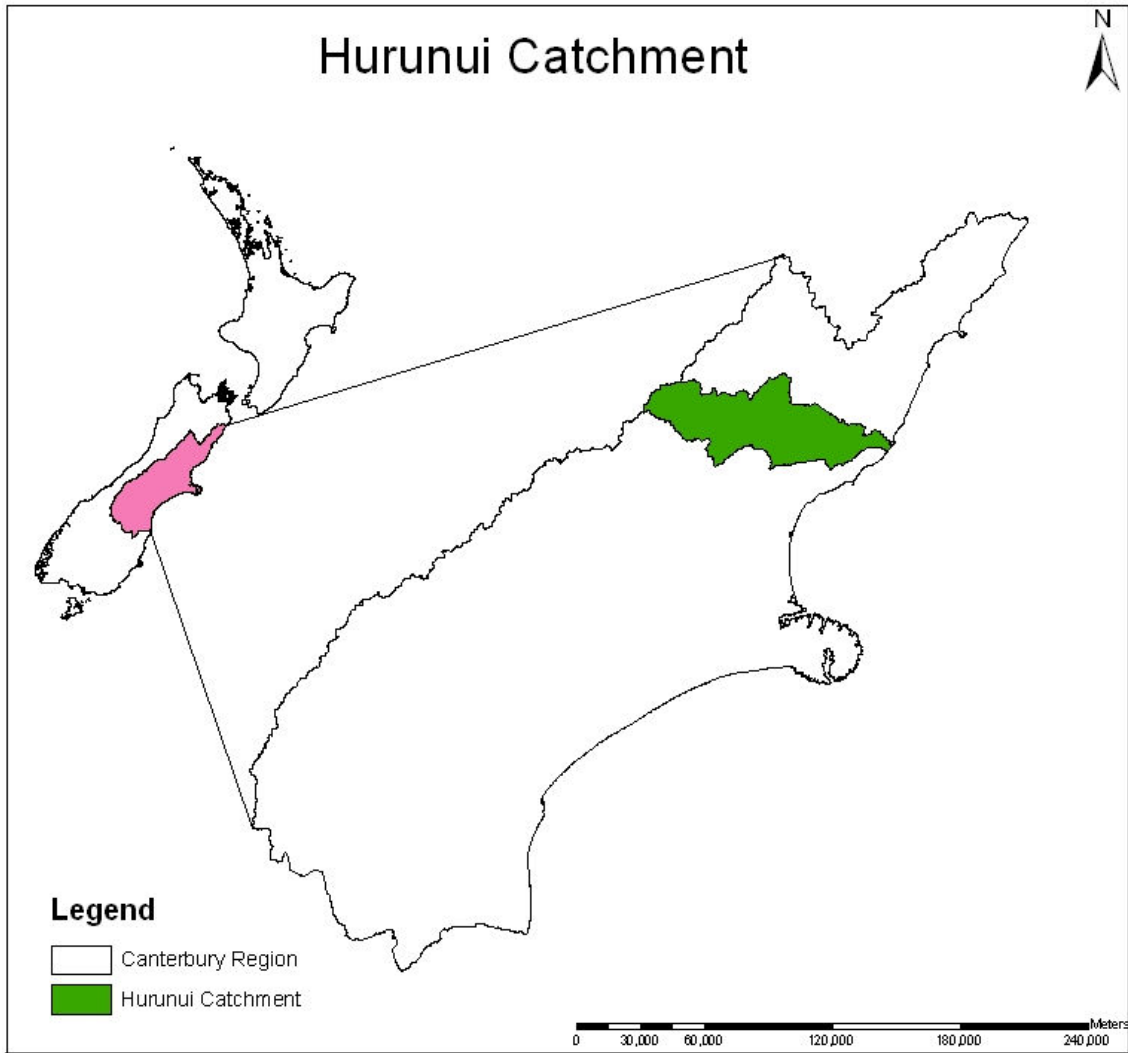 Hurunui Catchment
N
Legend
Canterbury Region
Hurunui Catchment
Meters
0 30,000 60,000 120,000 180,000 240,000